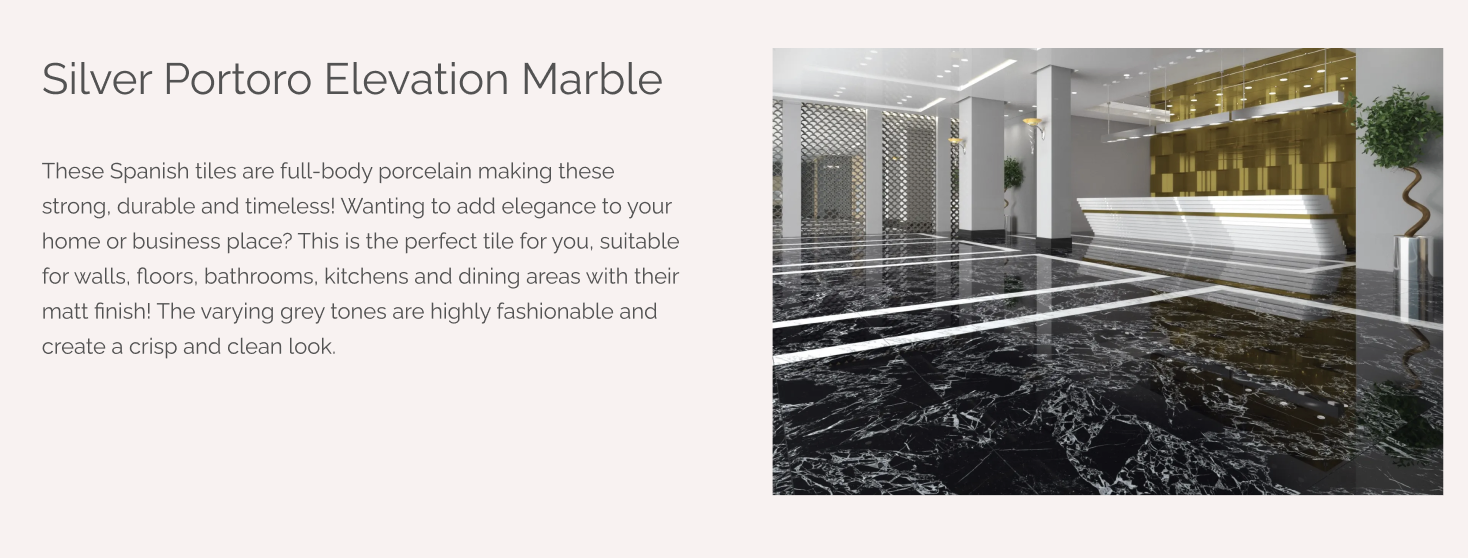 Silver Portoro Elevation Marble
These Spanish tiles are full-body porcelain making these
strong, durable and timeless! Wanting to add elegance to your
home or business place? This is the perfect tile for you, suitable
for walls, floors, bathrooms, kitchens and dining areas with their
matt finish! The varying grey tones are highly fashionable and
create a crisp and clean look.